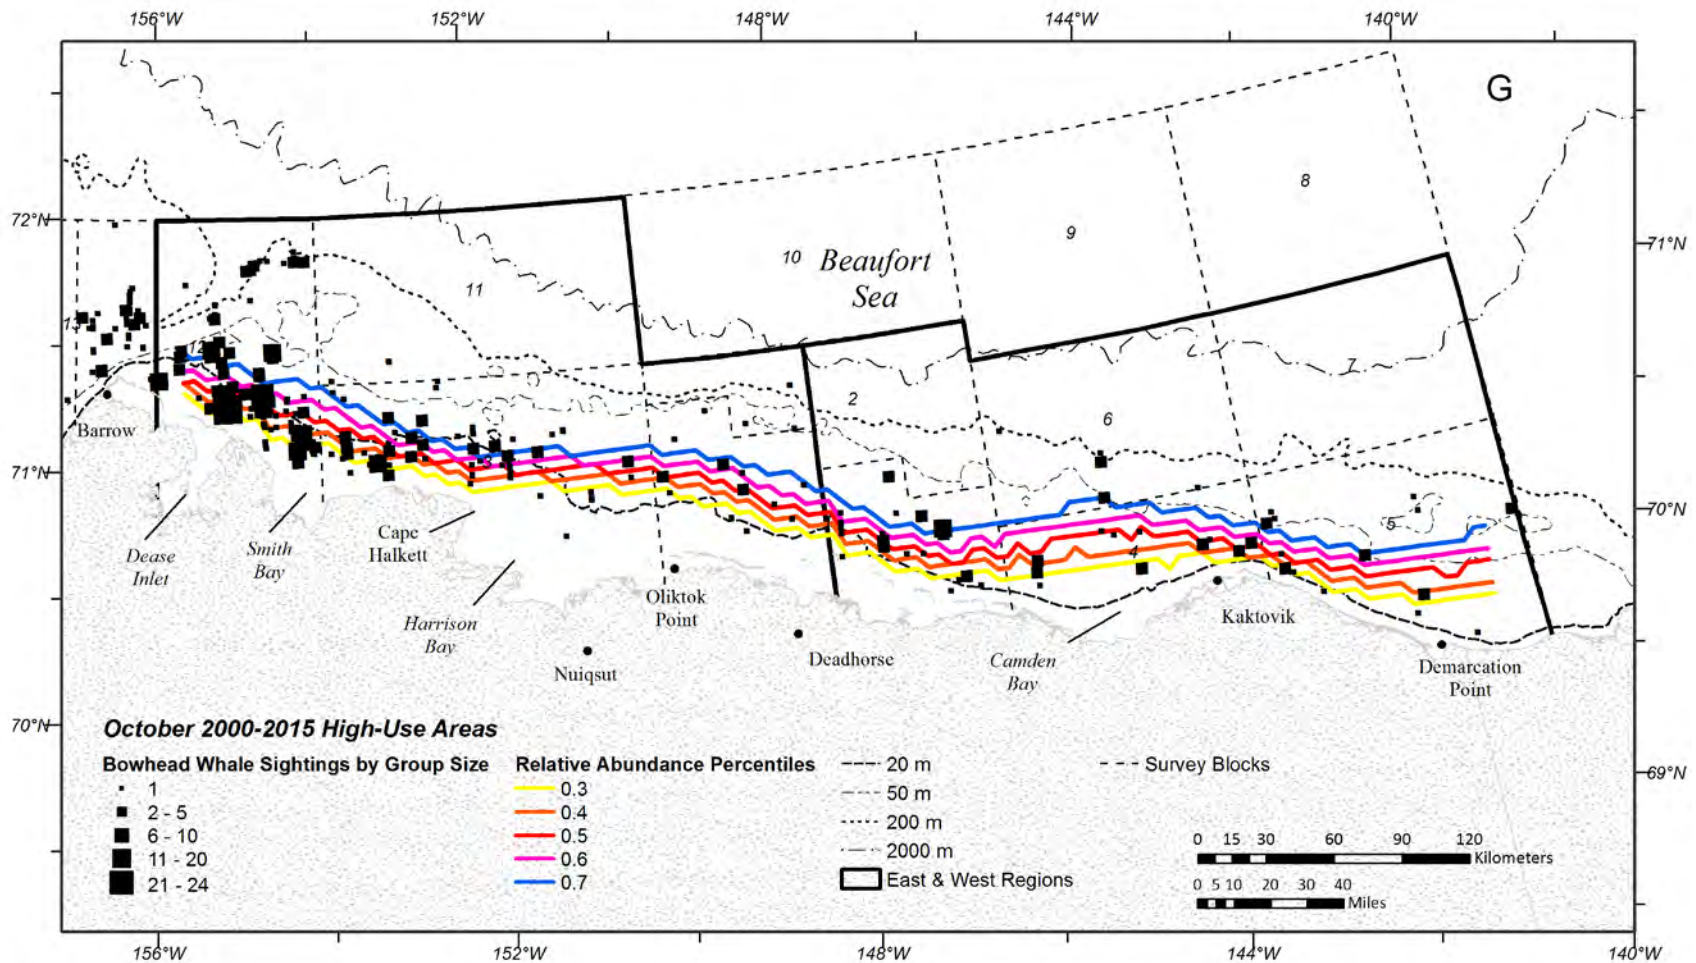 156°W 152°W 148°W 144°W 140°W
G
8
72°N
71°N
9
10 Beaufort
Sea
11
12
2
6
Barrow
3
71°N
70°N
5
4
Dease
Inlet
Smith
Bay
Cape
Halkett
Harrison
Bay
Oliktok
Point
Nuiqsut
Deadhorse
Camden
Bay
Kaktovik
Demarcation
Point
70°N
69°N
October 2000-2015 High-Use Areas
Bowhead Whale Sightings by Group Size
1
2 - 5
6 - 10
11 - 20
21 - 24
Relative Abundance Percentiles
0.3
0.4
0.5
0.6
0.7
20 m
50 m
200 m
2000 m
East & West Regions
Survey Blocks
0 15 30 60 90 120
Kilometers
0 5 10 20 30 40
Miles
156°W 152°W 148°W 144°W 140°W